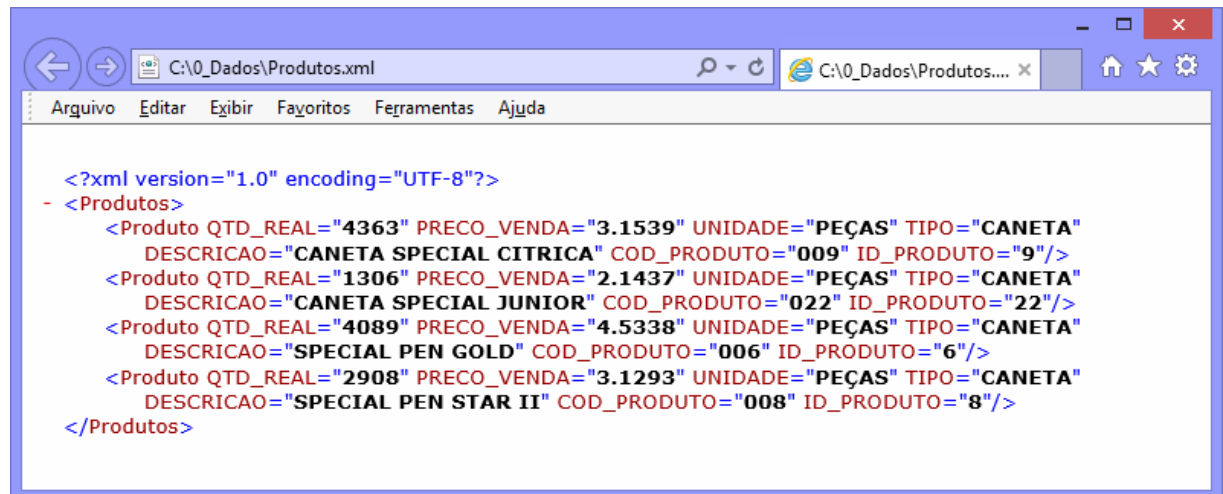 C:\0_Dados\Produtos.xml
C:\0_Dados\Produtos....
Arquivo Editar Exibir Favoritos Ferramentas Ajuda
<?xml version="1.0" encoding="UTF-8"?>
- <Produtos>
<Produto QTD_REAL="4363" PRECO_VENDA="3.1539" UNIDADE="PEÇAS" TIPO="CANETA"
DESCRICAO="CANETA SPECIAL CITRICA" COD_PRODUTO="009" ID_PRODUTO="9"/>
<Produto QTD_REAL="1306" PRECO_VENDA="2.1437" UNIDADE="PEÇAS" TIPO="CANETA"
DESCRICAO="CANETA SPECIAL JUNIOR" COD_PRODUTO="022" ID_PRODUTO="22"/>
<Produto QTD_REAL="4089" PRECO_VENDA="4.5338" UNIDADE="PEÇAS" TIPO="CANETA"
DESCRICAO="SPECIAL PEN GOLD" COD_PRODUTO="006" ID_PRODUTO="6"/>
<Produto QTD_REAL="2908" PRECO_VENDA="3.1293" UNIDADE="PEÇAS" TIPO="CANETA"
DESCRICAO="SPECIAL PEN STAR II" COD_PRODUTO="008" ID_PRODUTO="8"/>
</Produtos>